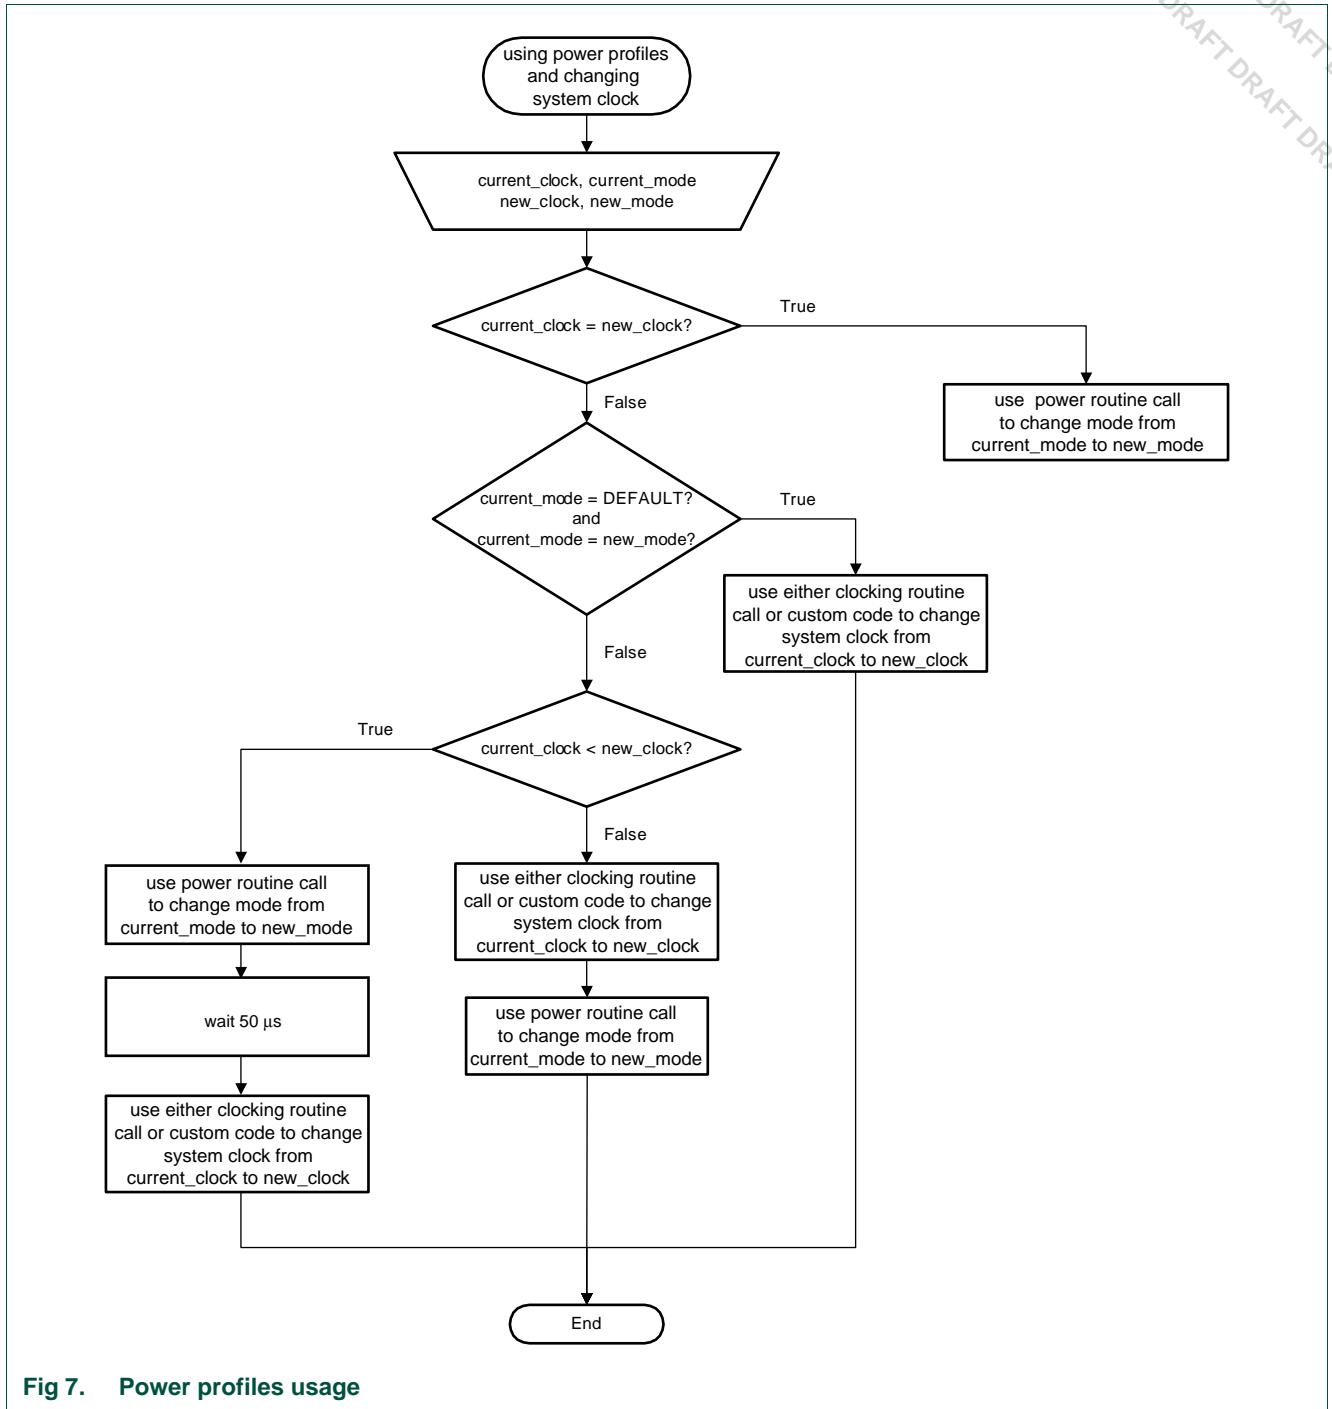 DRAFT DRAFT DRA
DRAFT D
using power profiles
and changing
system clock
current_clock, current_mode
new_clock, new_mode
current_clock = new_clock?
True
use power routine call
to change mode from
current_mode to new_mode
False
current_mode = DEFAULT?
and
current_mode = new_mode?
True
use either clocking routine
call or custom code to change
system clock from
current_clock to new_clock
False
current_clock < new_clock?
True
False
use power routine call
to change mode from
current_mode to new_mode
wait 50 μs
use either clocking routine
call or custom code to change
system clock from
current_clock to new_clock
use either clocking routine
call or custom code to change
system clock from
current_clock to new_clock
use power routine call
to change mode from
current_mode to new_mode
End
Fig 7. Power profiles usage